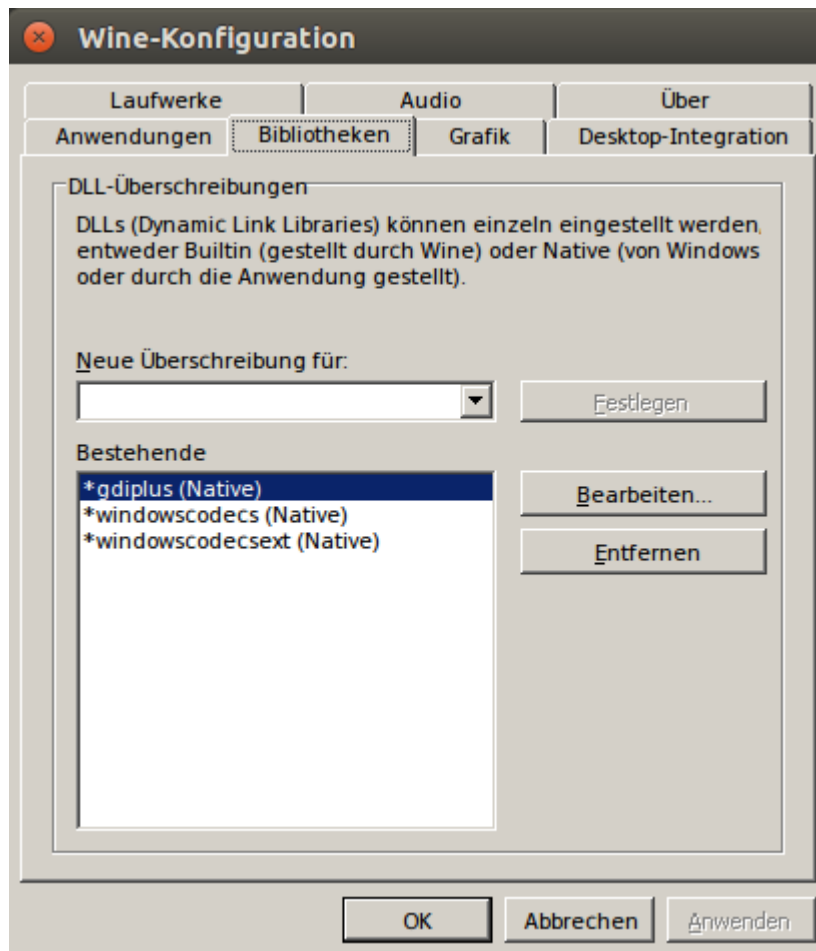 Wine-Konfiguration
Laufwerke Audio Über
Anwendungen Bibliotheken Grafik Desktop-Integration
DLL-Überschreibungen
DLLs (Dynamic Link Libraries) können einzeln eingestellt werden,
entweder Builtin (gestellt durch Wine) oder Native (von Windows
oder durch die Anwendung gestellt).
Neue Überschreibung für:
Festlegen
Bestehende
*gdiplus (Native)
*windowscodecs (Native)
*windowscodecsext (Native)
Bearbeiten...
Entfernen
OK Abbrechen Anwenden